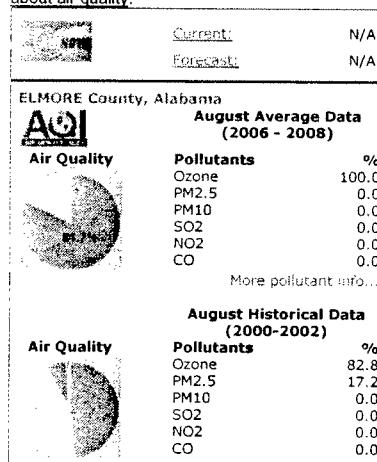 about air quality.
Current: N/A
Forecast: N/A
ELMORE County, Alabama
AQI
August Average Data
(2006 - 2008)
Air Quality
Pollutants %
Ozone 100.0
PM2.5 0.0
PM10 0.0
SO2 0.0
NO2 0.0
CO 0.0
More pollutant info...
August Historical Data
(2000-2002)
Air Quality
Pollutants %
Ozone 82.8
PM2.5 17.2
PM10 0.0
SO2 0.0
NO2 0.0
CO 0.0